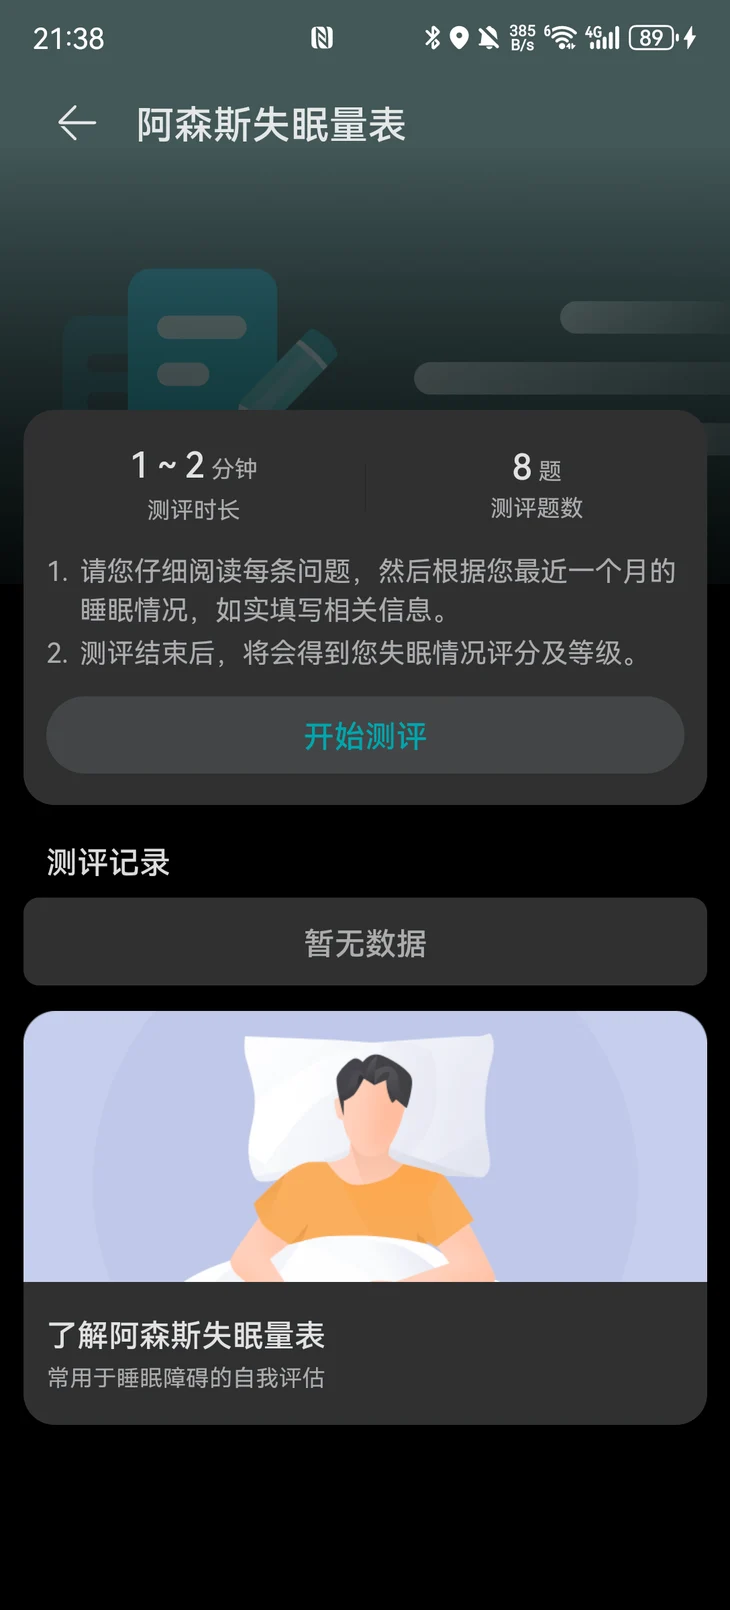 21:38
385 B/s
6
4G
89
阿森斯失眠量表
1 ~ 2 分钟
测评时长
8 题
测评题数
1. 请您仔细阅读每条问题，然后根据您最近一个月的
睡眠情况，如实填写相关信息。
2. 测评结束后，将会得到您失眠情况评分及等级。
开始测评
测评记录
暂无数据
了解阿森斯失眠量表
常用于睡眠障碍的自我评估